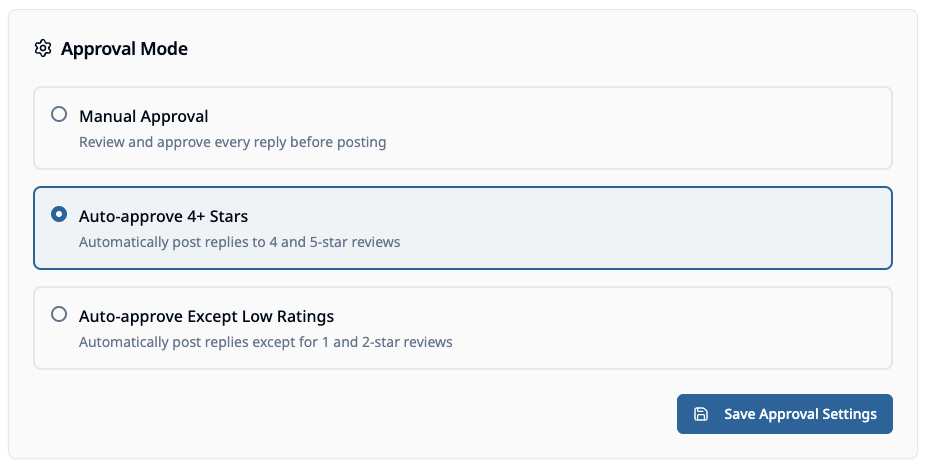 Approval Mode
Manual Approval
Review and approve every reply before posting
Auto-approve 4+ Stars
Automatically post replies to 4 and 5-star reviews
Auto-approve Except Low Ratings
Automatically post replies except for 1 and 2-star reviews
Save Approval Settings